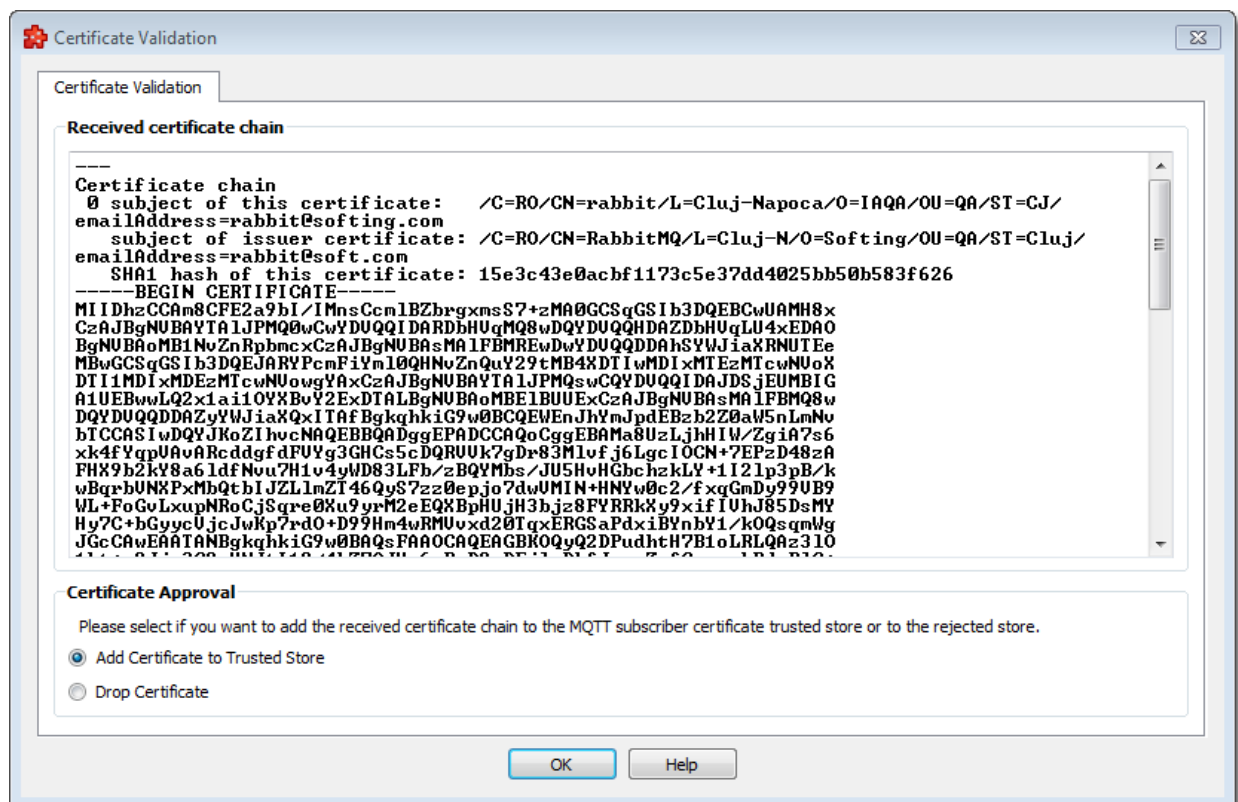 Certificate Validation
Certificate Validation
Received certificate chain
---
Certificate chain
0 subject of this certificate: /C=RO/CN=rabbit/L=Cluj-Napoca/O=IAQA/OU=QA/ST=CJ/
emailAddress=rabbit@softing.com
subject of issuer certificate: /C=RO/CN=RabbitMQ/L=Cluj-N/O=Softing/OU=QA/ST=Cluj/
emailAddress=rabbit@soft.com
SHA1 hash of this certificate: 15e3c43e0acbf1173c5e37dd4025bb50b583f626
-----BEGIN CERTIFICATE-----
MIIDhzCCAm8CFE2a9bI/IMnsCcmlBZbrgxmsS7+zMA0GCSqGSIb3DQEBCwUAMH8x
CzAJBgNVBAYTAlJPMQ0wCwYDVQQIDARDbHVqMQ8wDQYDVQQHDAZDbHVqLU4xEDAO
BgNVBAoMB1NvZnRpbmcxCzAJBgNVBAsMAlFBMREwDwYDVQQDDAhSYWJiaXRNUTEe
MBwGCSqGSIb3DQEJARYPcmFiYml0QHNvZnQuY29tMB4XDTIwMDIxMTEzMTcwNVoX
DTI1MDIxMDEzMTcwNVowgYAxCzAJBgNVBAYTAlJPMQswCQYDVQQIDAJDSjEUMBIG
A1UEBwwLQ2x1ai1OYXBvY2ExDTALBgNVBAoMBElBUUExCzAJBgNVBAsMAlFBMQ8w
DQYDVQQDDAZyYWJiaXQxITAfBgkqhkiG9w0BCQEWEnJhYmJpdEBzb2Z0aW5nLmNv
bTCCASIwDQYJKoZIhvcNAQEBBQADggEPADCCAQoCggEBAMa8UzLjhHIW/ZgiA7s6
xk4fYqpVAvARcddgfdFVYg3GHCs5cDQRVVk7gDr83Mlvfj6LgcIOCN+7EPzD48zA
FHX9b2kY8a6ldfNvu7H1v4yWD83LFb/zBQYMbs/JU5HvHGbchzkLY+1I2lp3pB/k
wBqrbVNXPxMbQtbIJZLlmZT46QyS7zz0epjo7dwVMIN+HNYw0c2/fxqGmDy99VB9
WL+FoGvLxupNRoCjSqre0Xu9yrM2eEQXBpHUjH3bjz8FYRRkXy9xifIVhJ85DsMY
Hy7C+bGyycVjcJwKp7rdO+D99Hm4wRMVvxd20TqxERGSaPdxiBYnbY1/kOQsqmWg
JGcCAwEAATANBgkqhkiG9w0BAQsFAAOCAQEAGBKOQyQ2DPudhtH7B1oLRLQAz31O
Certificate Approval
Please select if you want to add the received certificate chain to the MQTT subscriber certificate trusted store or to the rejected store.
Add Certificate to Trusted Store
Drop Certificate
OK
Help